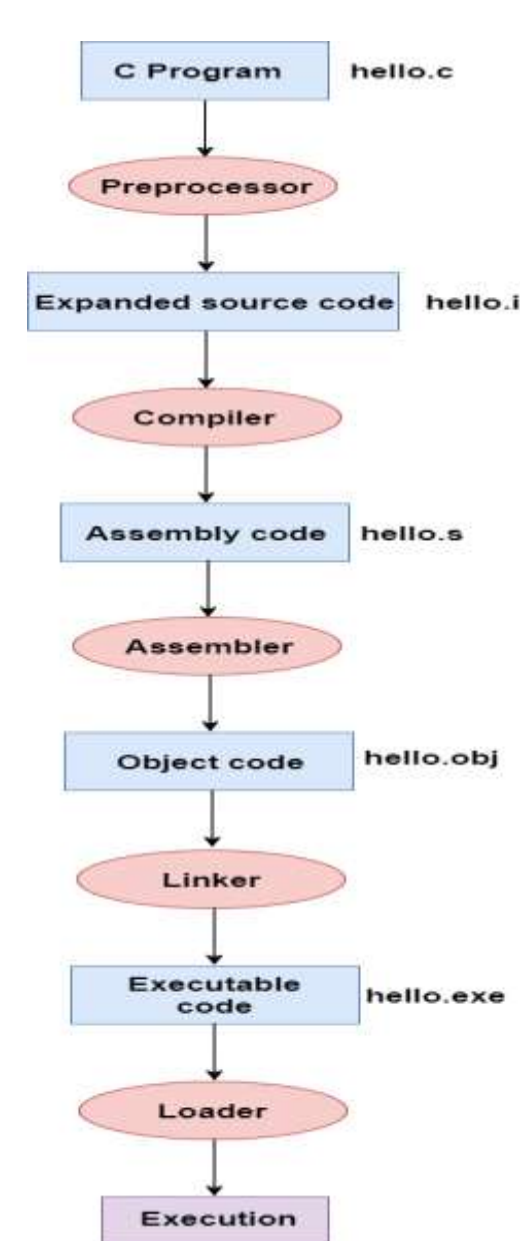 C Program hello.c
Preprocessor
Expanded source code hello.i
Compiler
Assembly code hello.s
Assembler
Object code hello.obj
Linker
Executable
code
hello.exe
Loader
Execution